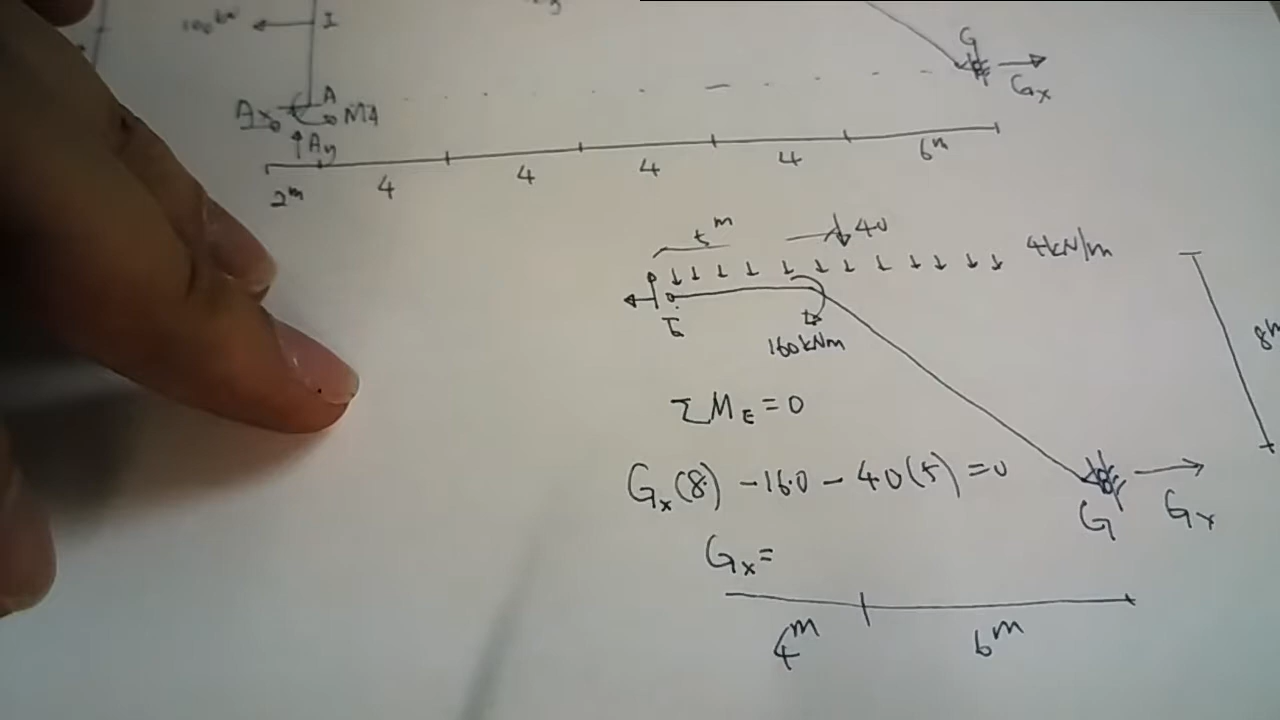 I
G
Gx
Ax
A
MA
Ay
2m
4
4
4
4
6m
5m
40
4kN/m
E
160kNm
8m
ΣME=0
Gx(8)-160-40(5)=0
G
Gx
Gx=
4m
6m